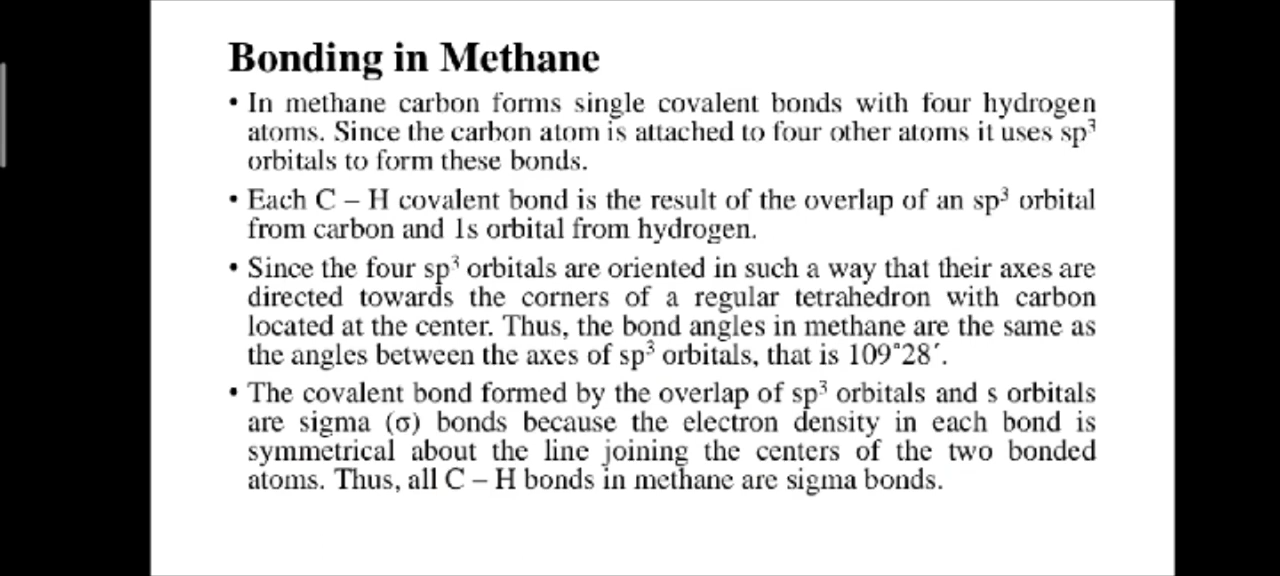 Bonding in Methane
• In methane carbon forms single covalent bonds with four hydrogen
atoms. Since the carbon atom is attached to four other atoms it uses sp³
orbitals to form these bonds.
• Each C – H covalent bond is the result of the overlap of an sp³ orbital
from carbon and 1s orbital from hydrogen.
• Since the four sp³ orbitals are oriented in such a way that their axes are
directed towards the corners of a regular tetrahedron with carbon
located at the center. Thus, the bond angles in methane are the same as
the angles between the axes of sp³ orbitals, that is 109°28´.
• The covalent bond formed by the overlap of sp³ orbitals and s orbitals
are sigma (σ) bonds because the electron density in each bond is
symmetrical about the line joining the centers of the two bonded
atoms. Thus, all C – H bonds in methane are sigma bonds.